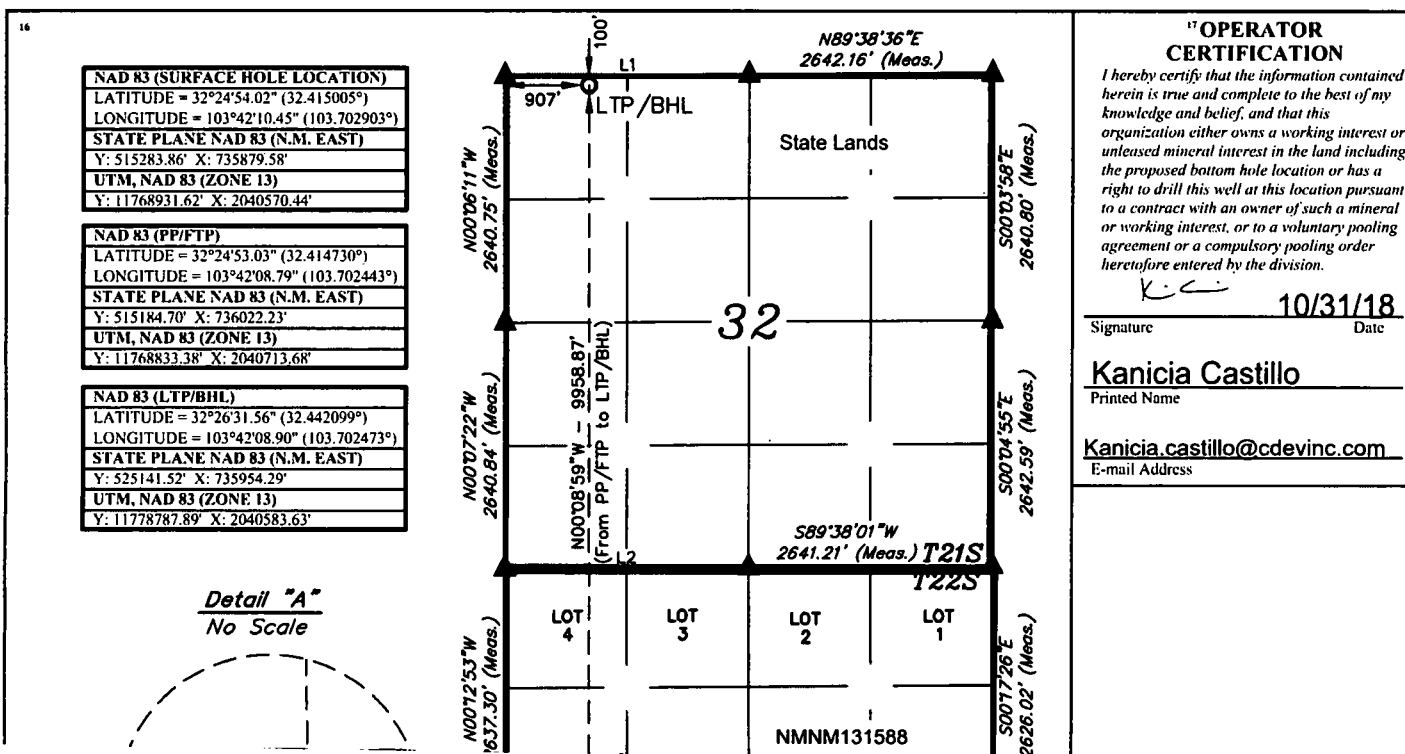 16
NAD 83 (SURFACE HOLE LOCATION)
LATITUDE = 32°24'54.02" (32.415005°)
LONGITUDE = 103°42'10.45" (103.702903°)
STATE PLANE NAD 83 (N.M. EAST)
Y: 515283.86' X: 735879.58'
UTM, NAD 83 (ZONE 13)
Y: 11768931.62' X: 2040570.44'
NAD 83 (PP/FTP)
LATITUDE = 32°24'53.03" (32.414730°)
LONGITUDE = 103°42'08.79" (103.702443°)
STATE PLANE NAD 83 (N.M. EAST)
Y: 515184.70' X: 736022.23'
UTM, NAD 83 (ZONE 13)
Y: 11768833.38' X: 2040713.68'
NAD 83 (LTP/BHL)
LATITUDE = 32°26'31.56" (32.442099°)
LONGITUDE = 103°42'08.90" (103.702473°)
STATE PLANE NAD 83 (N.M. EAST)
Y: 525141.52' X: 735954.29'
UTM, NAD 83 (ZONE 13)
Y: 11778787.89' X: 2040583.63'
Detail "A"
No Scale
100'
L1
N89°38'36"E
2642.16' (Meas.)
907'
LTP/BHL
State Lands
N00°06'11"W
2640.75' (Meas.)
S00°03'58"E
2640.80' (Meas.)
32
N00°07'22"W
2640.84' (Meas.)
N00°08'59"W - 9958.87'
(From PP/FTP to LTP/BHL)
S00°04'55"E
2642.59' (Meas.)
S89°38'01"W
2641.21' (Meas.)
T21S
L2
T22S
LOT
4
LOT
3
LOT
2
LOT
1
N00°12'53"W
2637.30' (Meas.)
S00°17'26"E
2626.02' (Meas.)
NMNM131588
17 OPERATOR
CERTIFICATION
I hereby certify that the information contained
herein is true and complete to the best of my
knowledge and belief, and that this
organization either owns a working interest or
unleased mineral interest in the land including
the proposed bottom hole location or has a
right to drill this well at this location pursuant
to a contract with an owner of such a mineral
or working interest, or to a voluntary pooling
agreement or a compulsory pooling order
heretofore entered by the division.
10/31/18
Signature Date
Kanicia Castillo
Printed Name
Kanicia.castillo@cdevinc.com
E-mail Address